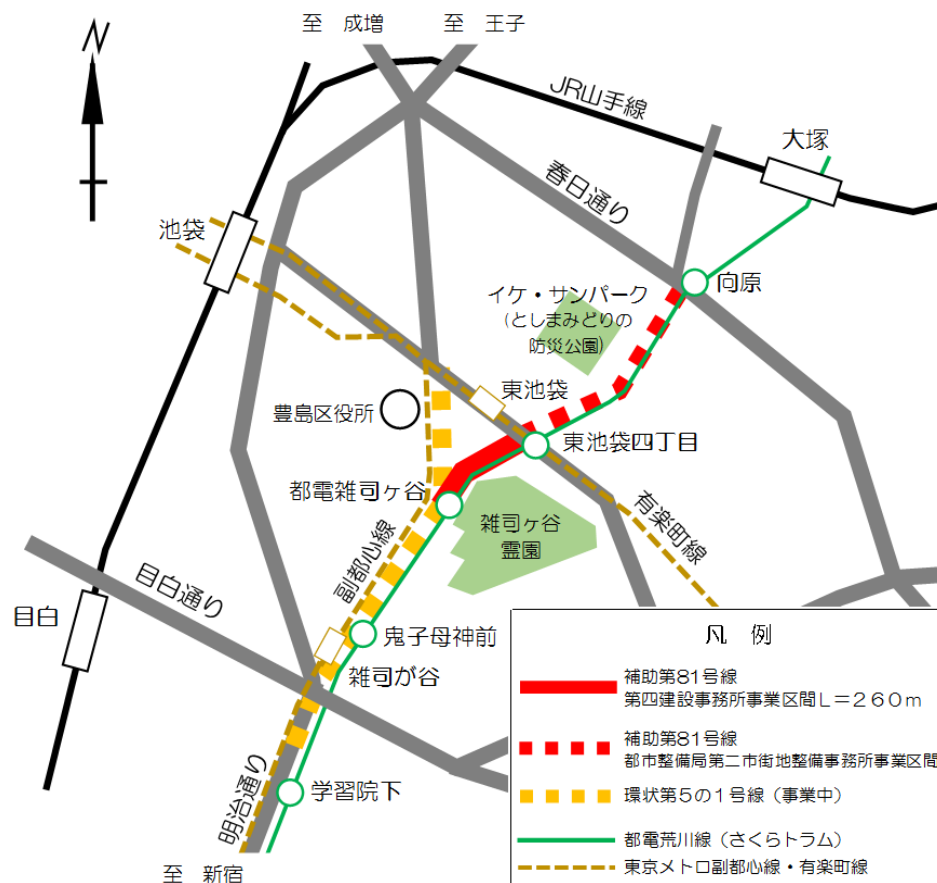 至 成増
至 王子
N
JR山手線
大塚
春日通り
池袋
向原
イケ・サンパーク
(としまみどりの
防災公園)
東池袋
豊島区役所
東池袋四丁目
都電雑司ヶ谷
雑司ヶ谷
霊園
有楽町線
副都心線
目白通り
目白
鬼子母神前
雑司が谷
明治通り
学習院下
至 新宿
凡 例
補助第81号線
第四建設事務所事業区間L=260m
補助第81号線
都市整備局第二市街地整備事務所事業区間
環状第5の1号線(事業中)
都電荒川線(さくらトラム)
東京メトロ副都心線・有楽町線